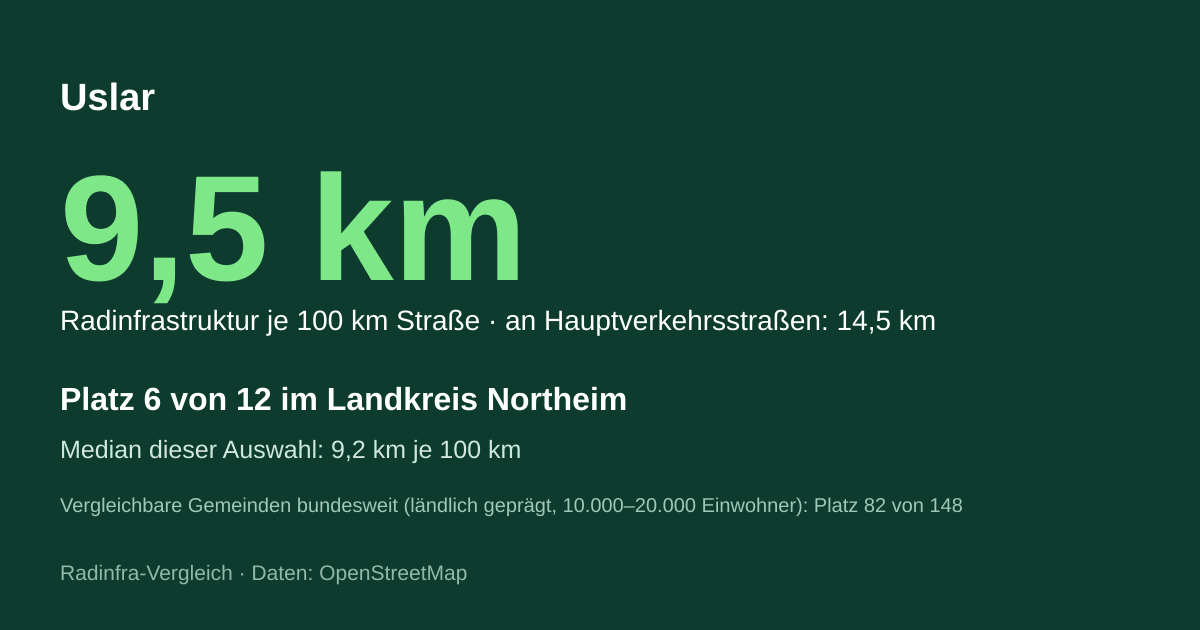 Uslar
9,5 km
Radinfrastruktur je 100 km Straße · an Hauptverkehrsstraßen: 14,5 km
Platz 6 von 12 im Landkreis Northeim
Median dieser Auswahl: 9,2 km je 100 km
Vergleichbare Gemeinden bundesweit (ländlich geprägt, 10.000–20.000 Einwohner): Platz 82 von 148
Radinfra-Vergleich · Daten: OpenStreetMap